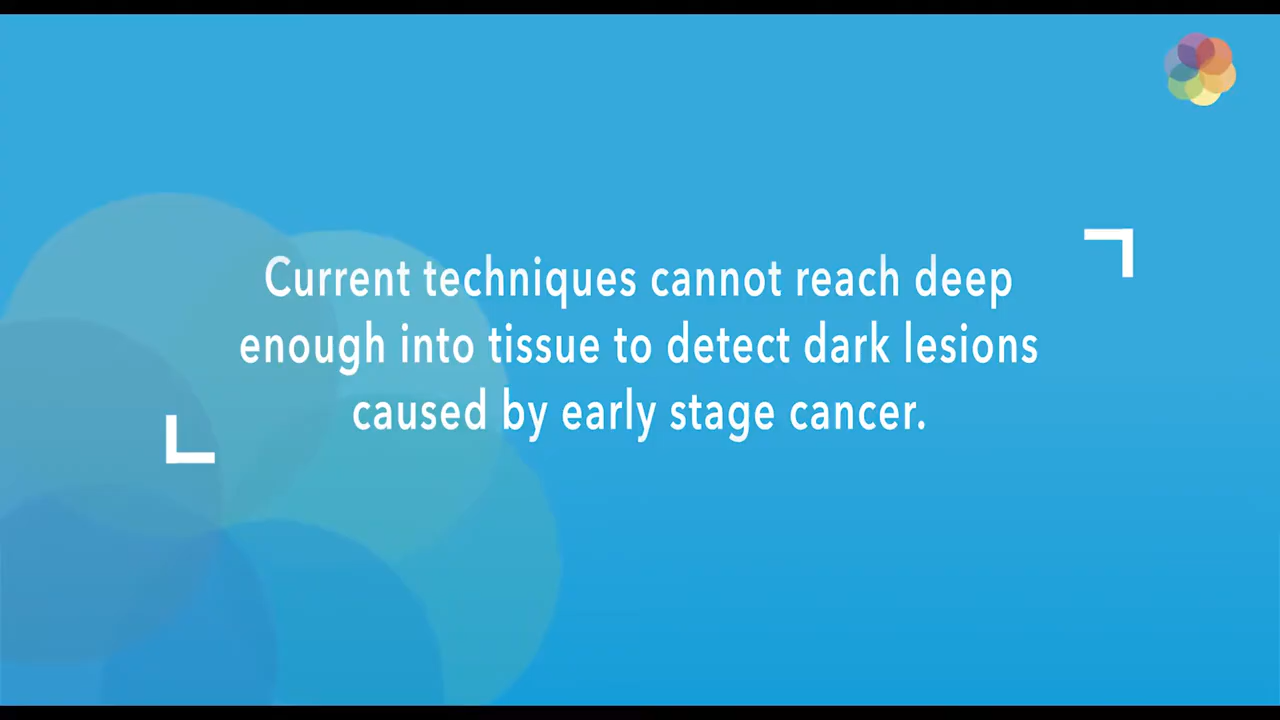 Current techniques cannot reach deep
enough into tissue to detect dark lesions
caused by early stage cancer.